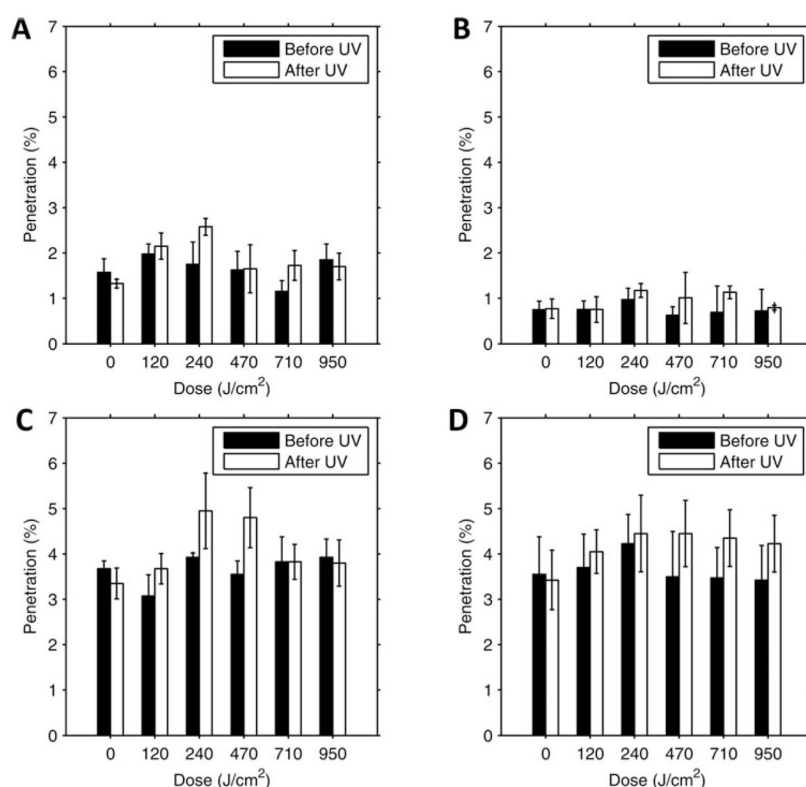 A
7
6
5
4
3
2
1
0
Penetration (%)
Before UV
After UV
0 120 240 470 710 950
Dose (J/cm²)
B
7
6
5
4
3
2
1
0
Penetration (%)
Before UV
After UV
0 120 240 470 710 950
Dose (J/cm²)
C
7
6
5
4
3
2
1
0
Penetration (%)
Before UV
After UV
0 120 240 470 710 950
Dose (J/cm²)
D
7
6
5
4
3
2
1
0
Penetration (%)
Before UV
After UV
0 120 240 470 710 950
Dose (J/cm²)